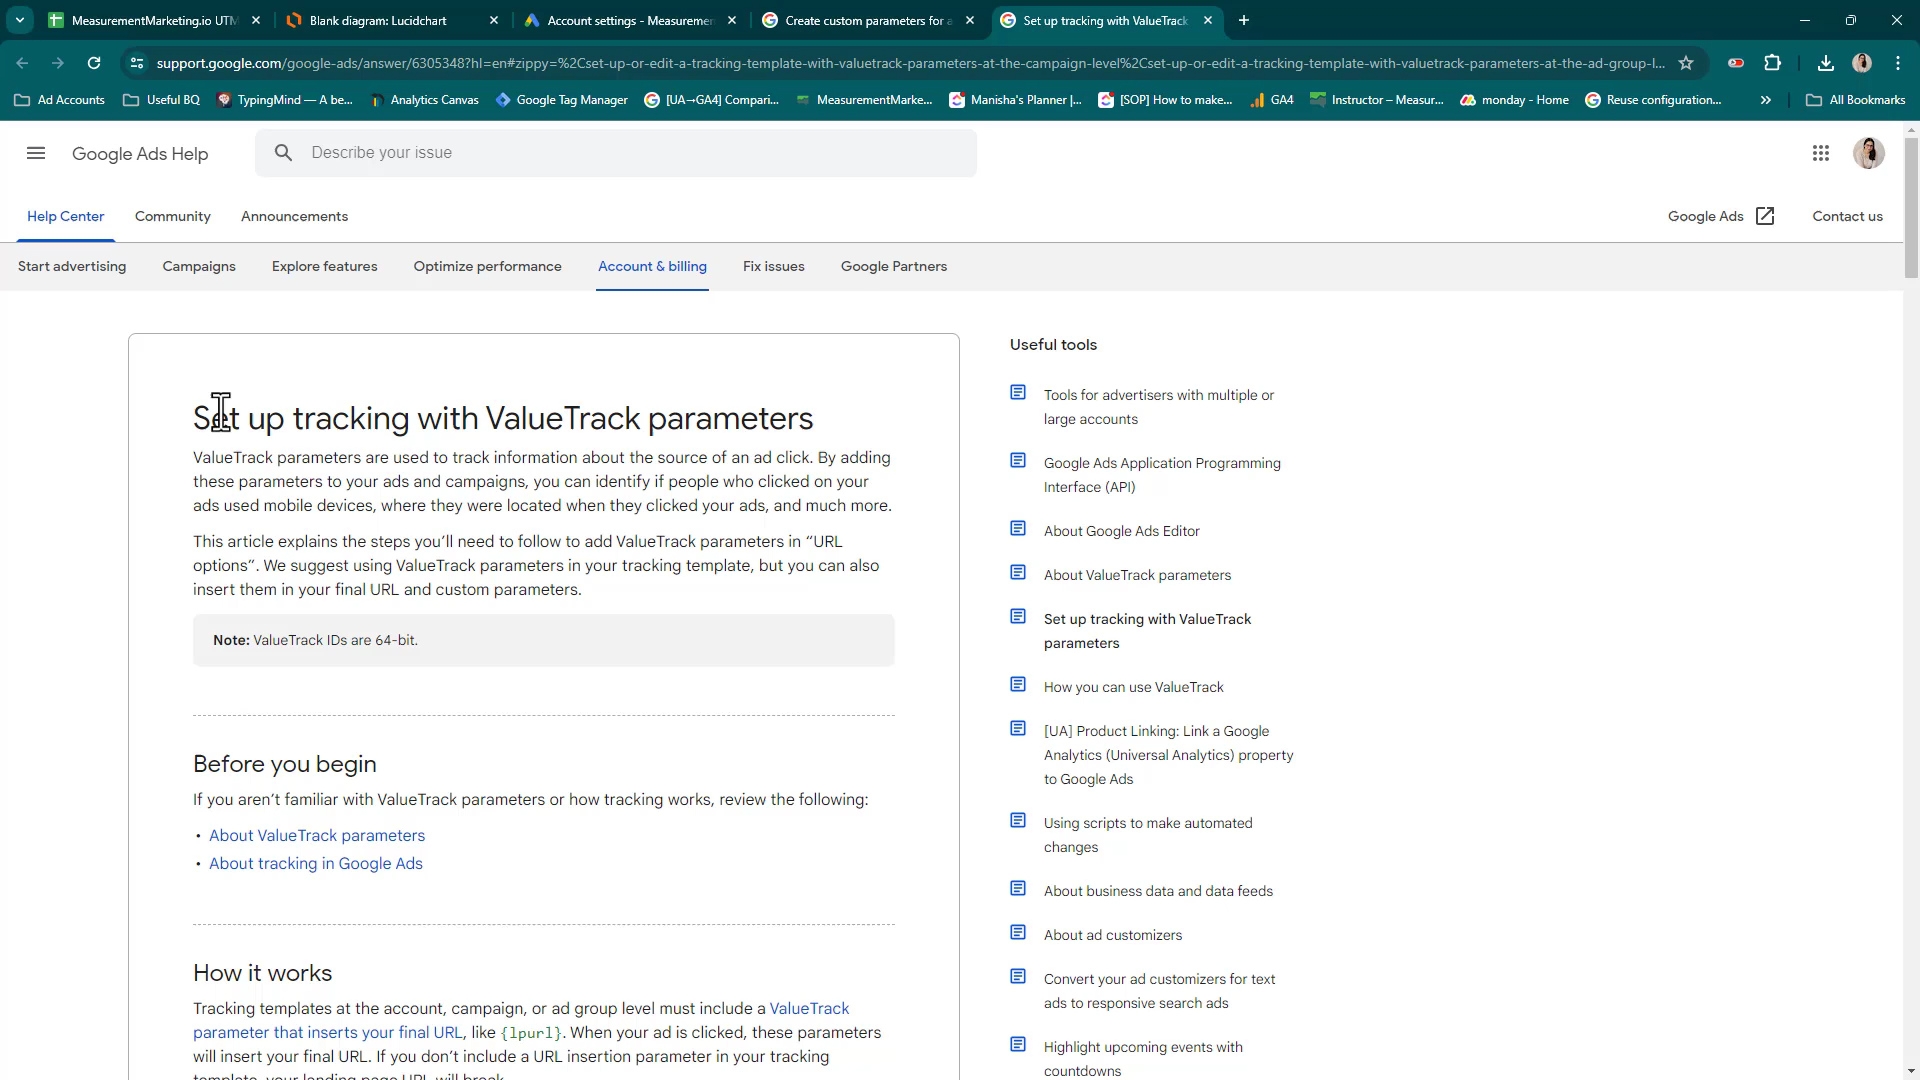 MeasurementMarketing.io UTM
Blank diagram: Lucidchart
Account settings - Measuremen
Create custom parameters for a
Set up tracking with ValueTrack
support.google.com/google-ads/answer/6305348?hl=en#zippy=%2Cset-up-or-edit-a-tracking-template-with-valuetrack-parameters-at-the-campaign-level%2Cset-up-or-edit-a-tracking-template-with-valuetrack-parameters-at-the-ad-group-l...
Ad Accounts
Useful BQ
TypingMind — A be...
Analytics Canvas
Google Tag Manager
[UA→GA4] Compari...
MeasurementMarke...
Manisha's Planner |...
[SOP] How to make...
GA4
Instructor – Measur...
monday - Home
Reuse configuration...
All Bookmarks
Google Ads Help
Describe your issue
Help Center
Community
Announcements
Google Ads
Contact us
Start advertising
Campaigns
Explore features
Optimize performance
Account & billing
Fix issues
Google Partners
Set up tracking with ValueTrack parameters
ValueTrack parameters are used to track information about the source of an ad click. By adding
these parameters to your ads and campaigns, you can identify if people who clicked on your
ads used mobile devices, where they were located when they clicked your ads, and much more.
This article explains the steps you'll need to follow to add ValueTrack parameters in “URL
options”. We suggest using ValueTrack parameters in your tracking template, but you can also
insert them in your final URL and custom parameters.
Note: ValueTrack IDs are 64-bit.
Before you begin
If you aren't familiar with ValueTrack parameters or how tracking works, review the following:
• About ValueTrack parameters
• About tracking in Google Ads
How it works
Tracking templates at the account, campaign, or ad group level must include a ValueTrack
parameter that inserts your final URL, like {lpurl}. When your ad is clicked, these parameters
will insert your final URL. If you don't include a URL insertion parameter in your tracking
template, your landing page URL will break.
Useful tools
Tools for advertisers with multiple or
large accounts
Google Ads Application Programming
Interface (API)
About Google Ads Editor
About ValueTrack parameters
Set up tracking with ValueTrack
parameters
How you can use ValueTrack
[UA] Product Linking: Link a Google
Analytics (Universal Analytics) property
to Google Ads
Using scripts to make automated
changes
About business data and data feeds
About ad customizers
Convert your ad customizers for text
ads to responsive search ads
Highlight upcoming events with
countdowns